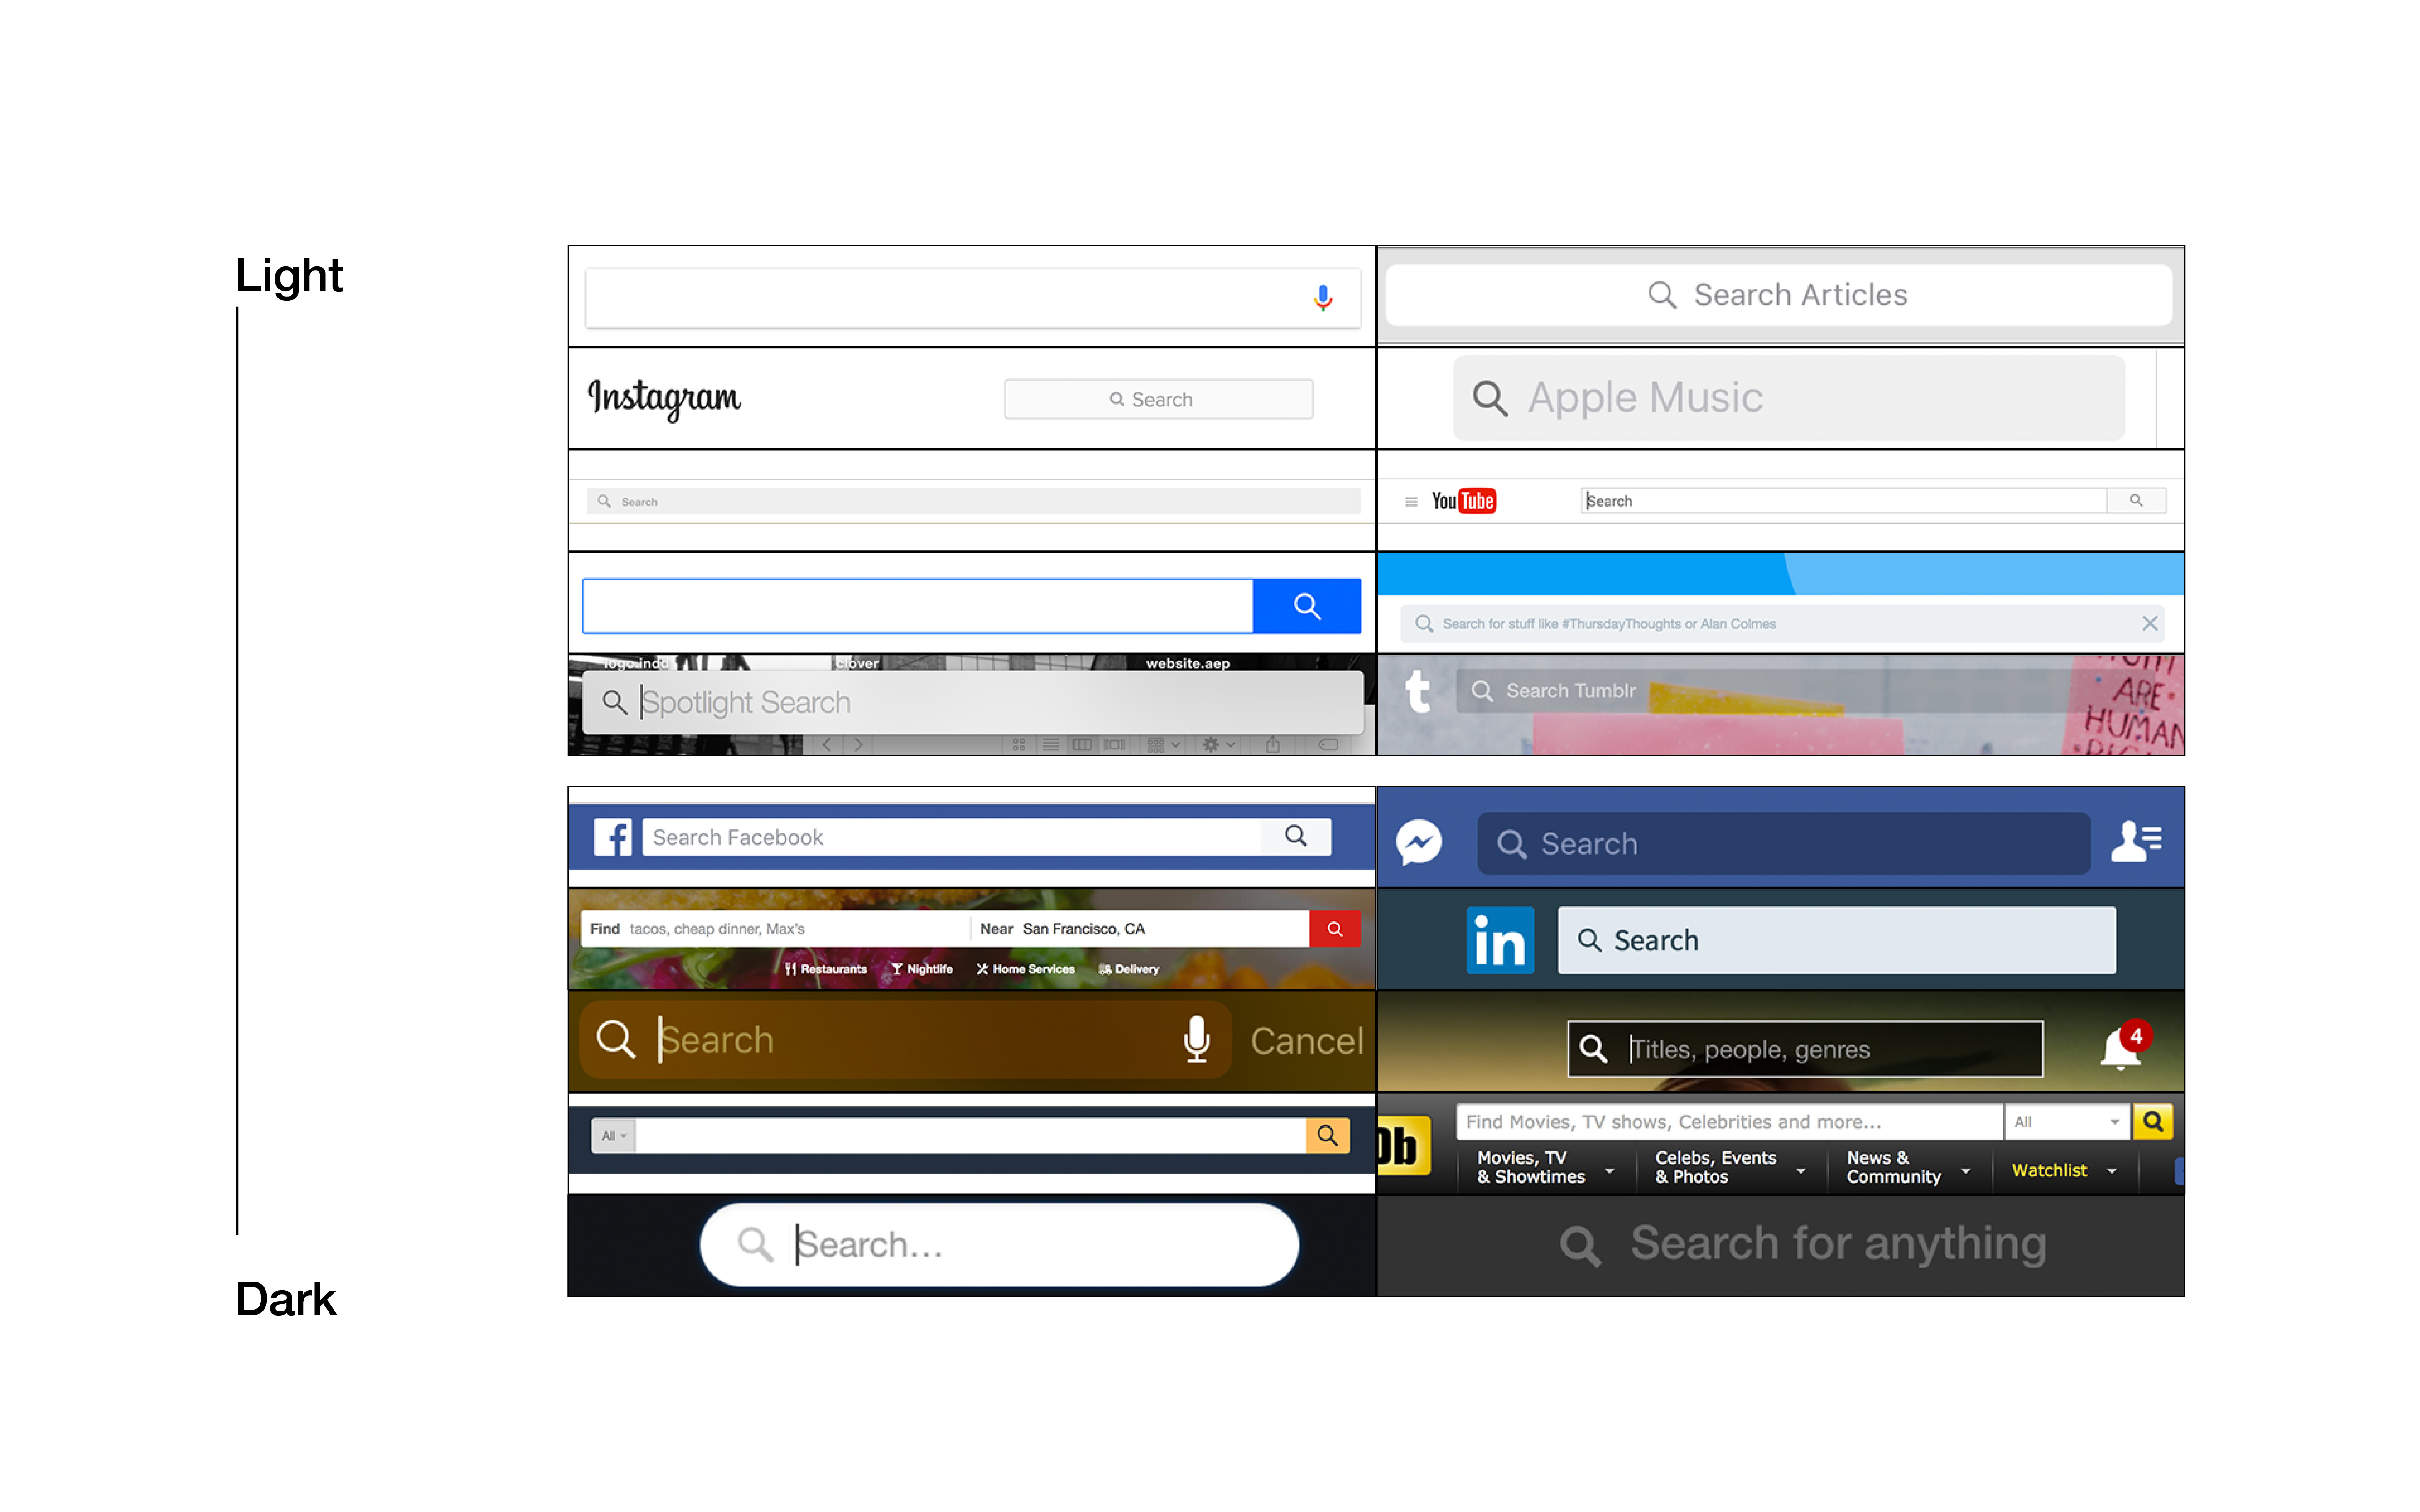 Light
Search Articles
Instagram
Search
Apple Music
Search
YouTube
Search
Search for stuff like #ThursdayThoughts or Alan Colmes
logo.indd
clover
website.aep
Spotlight Search
t
Search Tumblr
ARE
HUMAN
f
Search Facebook
Search
Find tacos, cheap dinner, Max's
Near San Francisco, CA
Restaurants
Nightlife
Home Services
Delivery
in
Search
Search
Cancel
Titles, people, genres
4
All
Db
Find Movies, TV shows, Celebrities and more...
All
Movies, TV
& Showtimes
Celebs, Events
& Photos
News &
Community
Watchlist
Search...
Search for anything
Dark